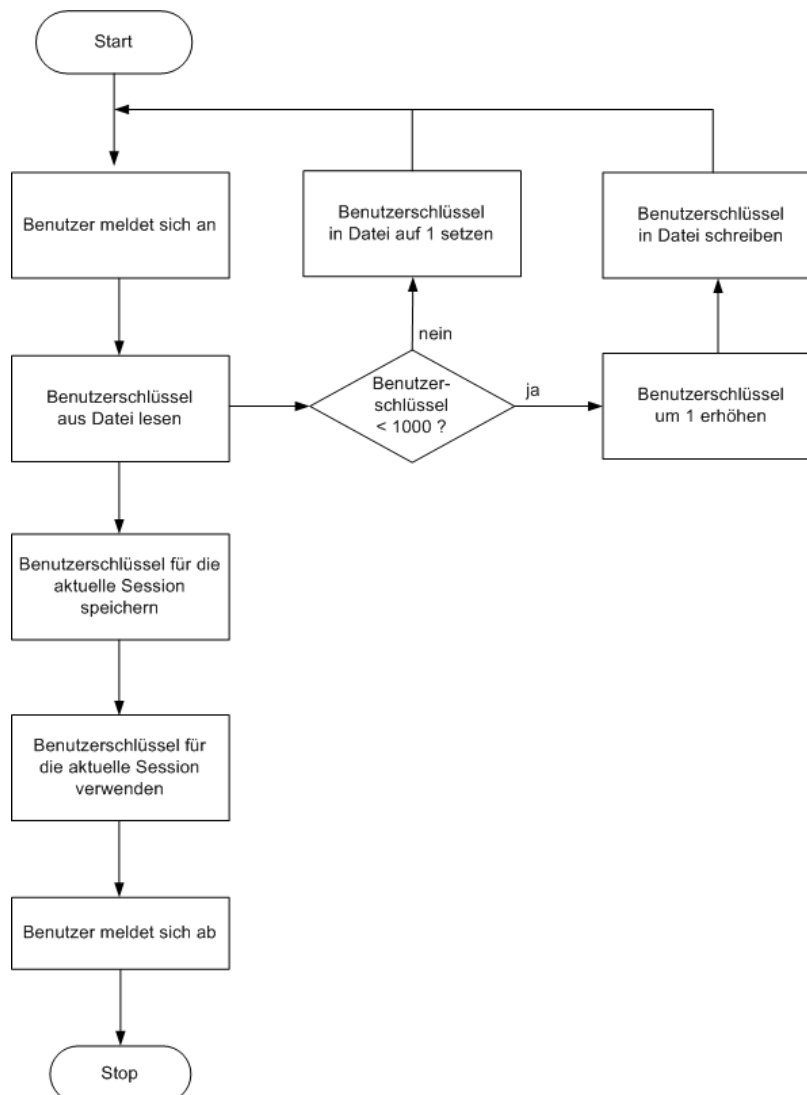 Start
Benutzer meldet sich an
Benutzerschlüssel
in Datei auf 1 setzen
Benutzerschlüssel
in Datei schreiben
nein
Benutzerschlüssel
aus Datei lesen
Benutzer-
schlüssel
< 1000 ?
ja
Benutzerschlüssel
um 1 erhöhen
Benutzerschlüssel für die
aktuelle Session
speichern
Benutzerschlüssel für
die aktuelle Session
verwenden
Benutzer meldet sich ab
Stop